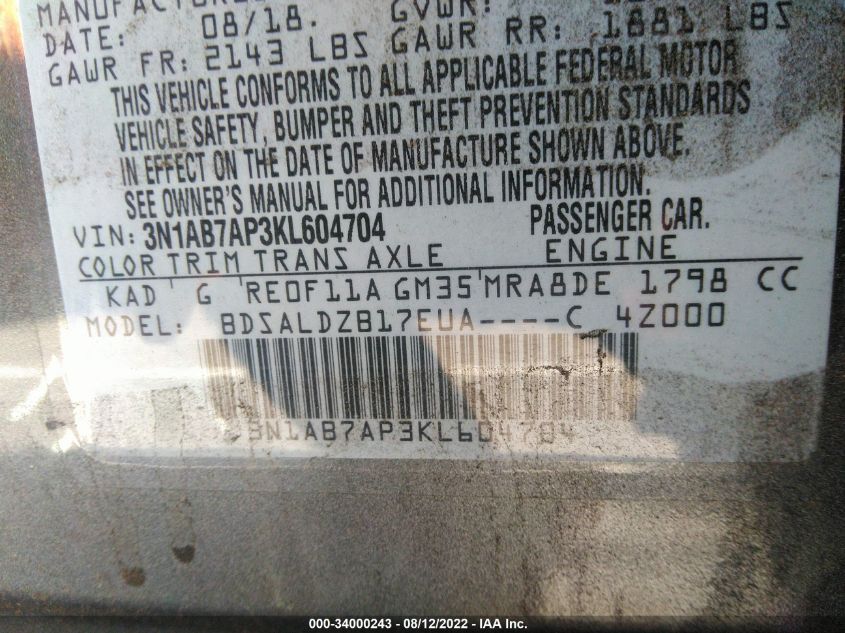 MANUFACTURED
GVWR:
DATE: 08/18.
GAWR FR: 2143 LBS GAWR RR: 1881 LBS
THIS VEHICLE CONFORMS TO ALL APPLICABLE FEDERAL MOTOR
VEHICLE SAFETY, BUMPER AND THEFT PREVENTION STANDARDS
IN EFFECT ON THE DATE OF MANUFACTURE SHOWN ABOVE.
SEE OWNER'S MANUAL FOR ADDITIONAL INFORMATION.
VIN: 3N1AB7AP3KL604704 PASSENGER CAR.
COLOR TRIM TRANS AXLE ENGINE
KAD G RE0F11A GM35 MRA8DE 1798 CC
MODEL: BDSALDZB17EUA----C 4Z000
3N1AB7AP3KL604704
000-34000243 - 08/12/2022 - IAA Inc.